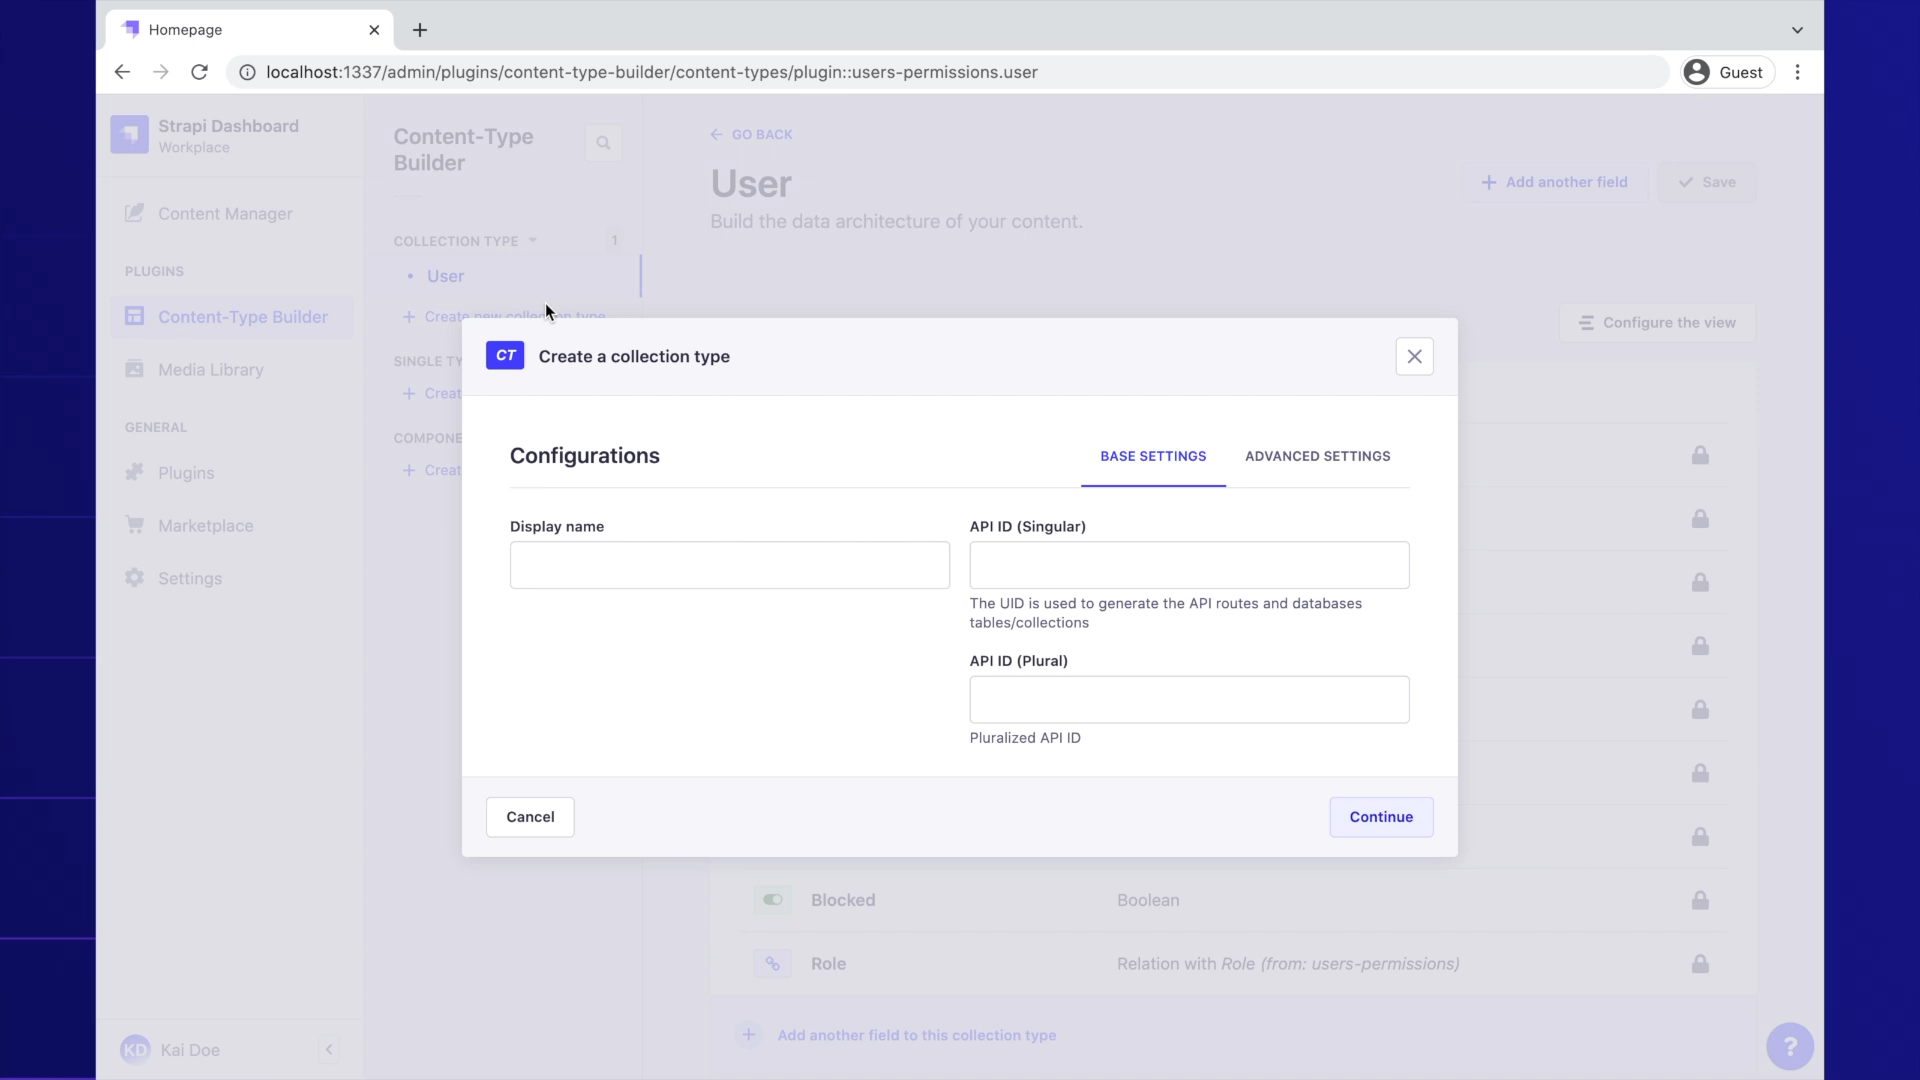 Homepage
localhost:1337/admin/plugins/content-type-builder/content-types/plugin::users-permissions.user
Guest
Strapi Dashboard
Workplace
Content Manager
PLUGINS
Content-Type Builder
Media Library
GENERAL
Plugins
Marketplace
Settings
KD Kai Doe
Content-Type
Builder
COLLECTION TYPE 1
User
Create new collection type
SINGLE TY
Creat
COMPONE
Creat
GO BACK
User
Build the data architecture of your content.
Add another field
Save
Configure the view
CT Create a collection type
Configurations
BASE SETTINGS
ADVANCED SETTINGS
Display name
API ID (Singular)
The UID is used to generate the API routes and databases
tables/collections
API ID (Plural)
Pluralized API ID
Cancel
Continue
Blocked Boolean
Role Relation with Role (from: users-permissions)
Add another field to this collection type
?